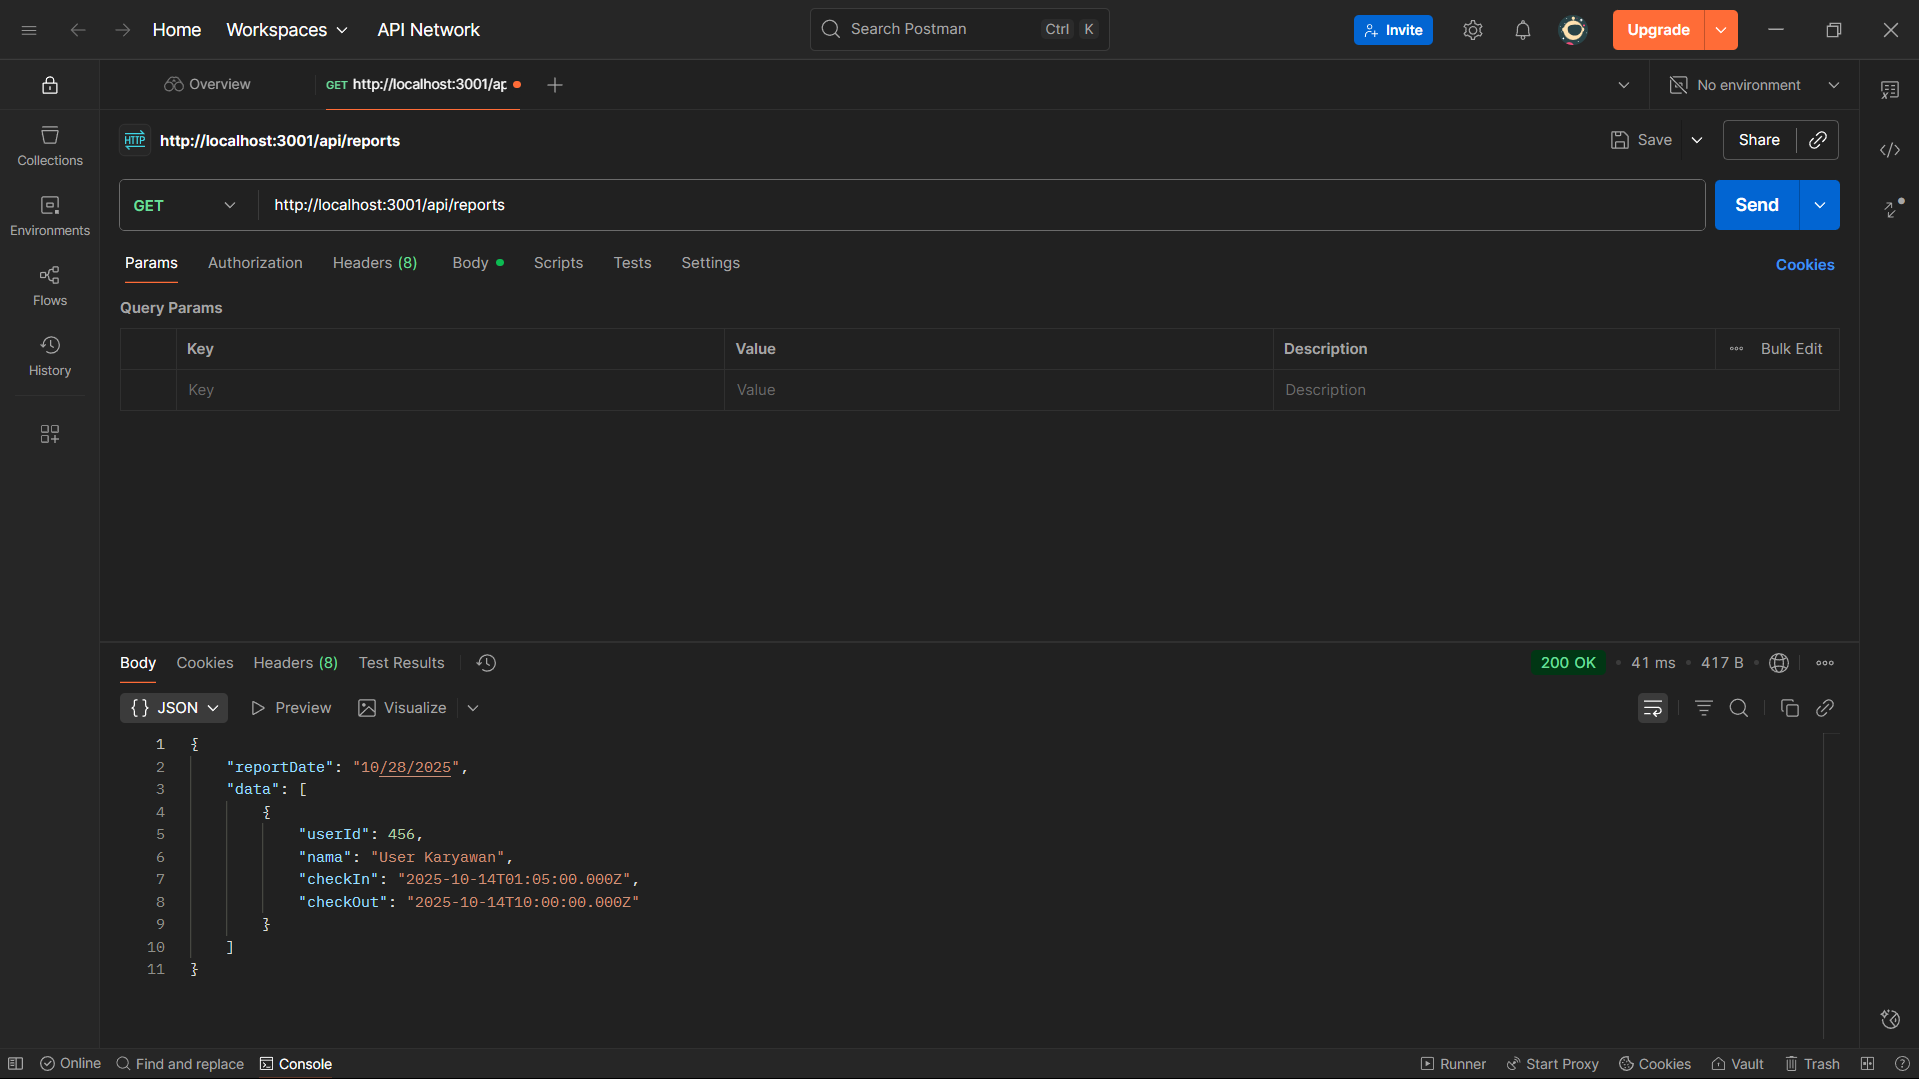 Home Workspaces API Network Search Postman Ctrl K Invite Upgrade
Overview GET http://localhost:3001/ap No environment
HTTP http://localhost:3001/api/reports Save Share
Collections
Environments
Flows
History
GET http://localhost:3001/api/reports Send
Params Authorization Headers (8) Body Scripts Tests Settings Cookies
Query Params
Key Value Description Bulk Edit
Key Value Description
Body Cookies Headers (8) Test Results 200 OK 41 ms 417 B
{} JSON Preview Visualize
1 {
2 "reportDate": "10/28/2025",
3 "data": [
4 {
5 "userId": 456,
6 "nama": "User Karyawan",
7 "checkIn": "2025-10-14T01:05:00.000Z",
8 "checkOut": "2025-10-14T10:00:00.000Z"
9 }
10 ]
11 }
Online Find and replace Console Runner Start Proxy Cookies Vault Trash